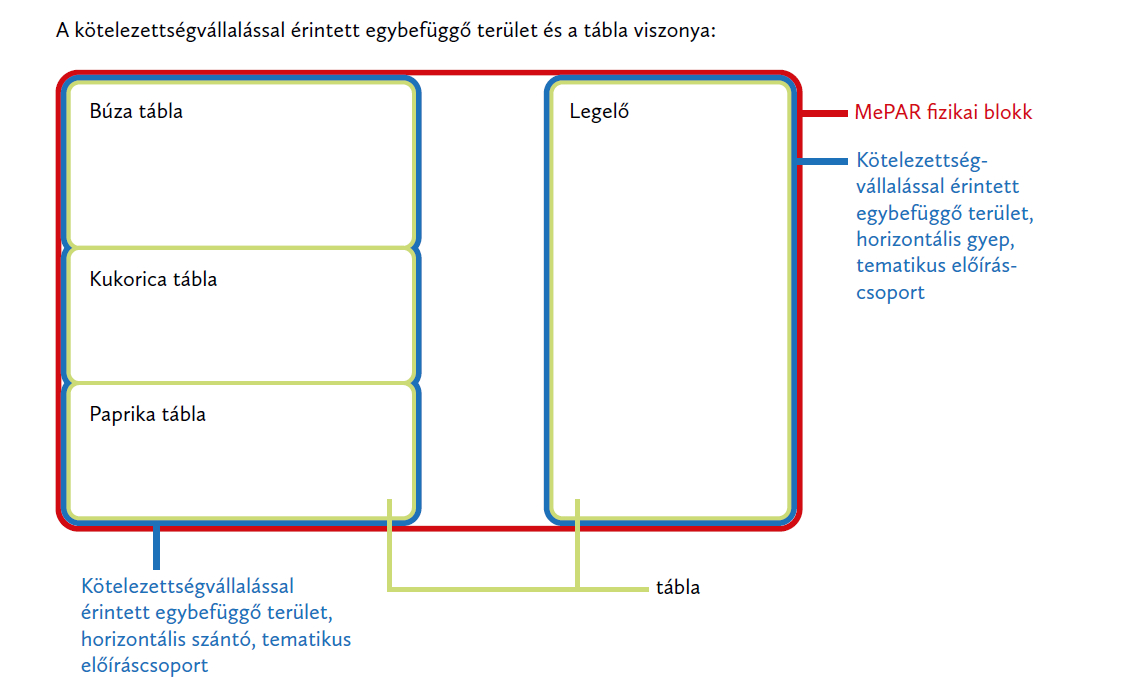 A kötelezettségvállalással érintett egybefüggő terület és a tábla viszonya:
Búza tábla
Legelő
MePAR fizikai blokk
Kötelezettség-
vállalással érintett
egybefüggő terület,
horizontális gyep,
tematikus előírás-
csoport
Kukorica tábla
Paprika tábla
tábla
Kötelezettségvállalással
érintett egybefüggő terület,
horizontális szántó, tematikus
előíráscsoport